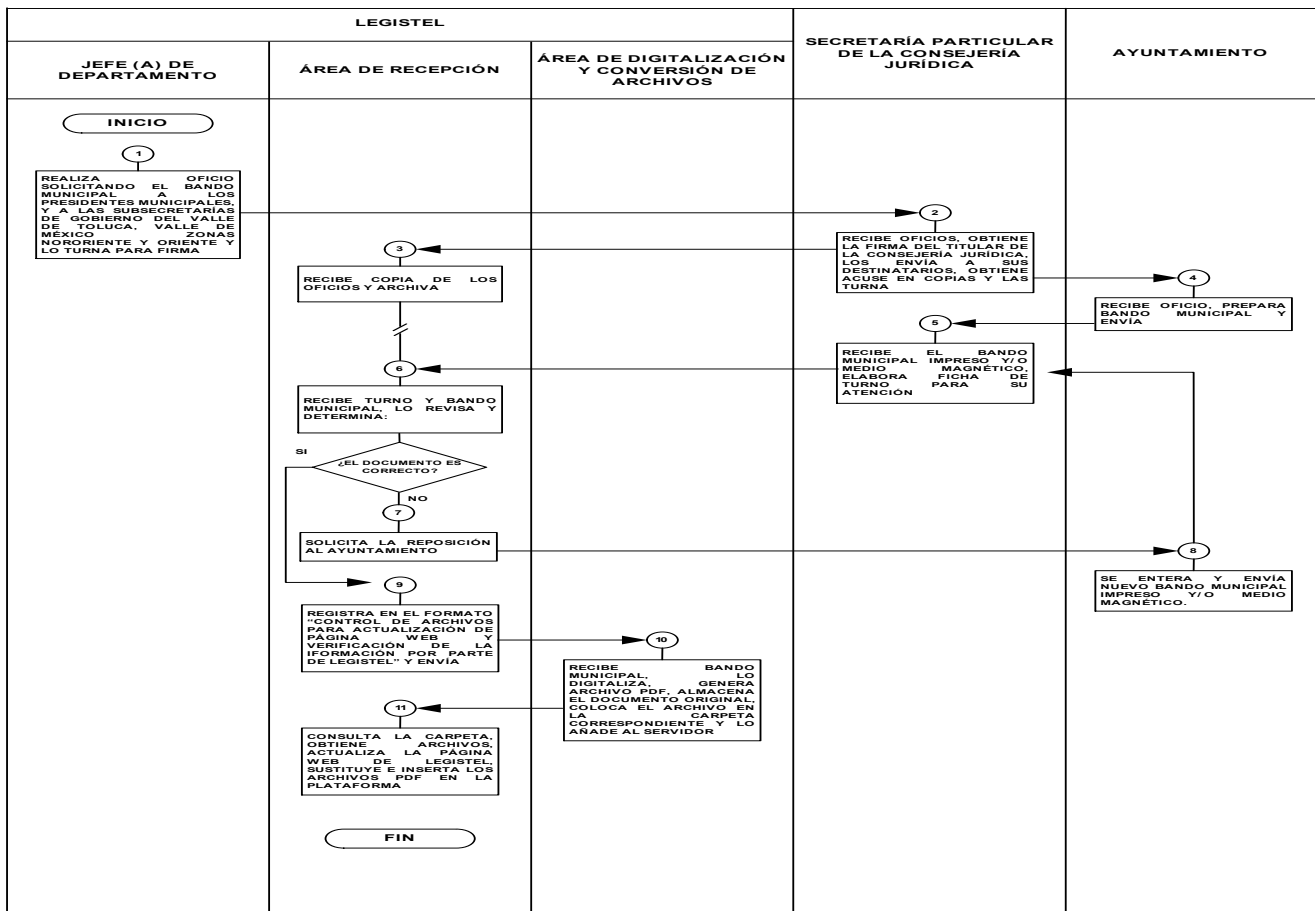 LEGISTEL
JEFE (A) DE
DEPARTAMENTO
ÁREA DE RECEPCIÓN
ÁREA DE DIGITALIZACIÓN
Y CONVERSIÓN DE
ARCHIVOS
SECRETARÍA PARTICULAR
DE LA CONSEJERÍA
JURÍDICA
AYUNTAMIENTO
INICIO
1
REALIZA OFICIO
SOLICITANDO EL BANDO
MUNICIPAL A LOS
PRESIDENTES MUNICIPALES,
Y A LAS SUBSECRETARÍAS
DE GOBIERNO DEL VALLE
DE TOLUCA, VALLE DE
MÉXICO ZONAS
NORORIENTE Y ORIENTE Y
LO TURNA PARA FIRMA
2
RECIBE OFICIOS, OBTIENE
LA FIRMA DEL TITULAR DE
LA CONSEJERÍA JURÍDICA,
LOS ENVÍA A SUS
DESTINATARIOS, OBTIENE
ACUSE EN COPIAS Y LAS
TURNA
3
RECIBE COPIA DE LOS
OFICIOS Y ARCHIVA
4
RECIBE OFICIO, PREPARA
BANDO MUNICIPAL Y
ENVÍA
5
RECIBE EL BANDO
MUNICIPAL IMPRESO Y/O
MEDIO MAGNÉTICO,
ELABORA FICHA DE
TURNO PARA SU
ATENCIÓN
6
RECIBE TURNO Y BANDO
MUNICIPAL, LO REVISA Y
DETERMINA:
SI
¿EL DOCUMENTO ES
CORRECTO?
NO
7
SOLICITA LA REPOSICIÓN
AL AYUNTAMIENTO
8
SE ENTERA Y ENVÍA
NUEVO BANDO MUNICIPAL
IMPRESO Y/O MEDIO
MAGNÉTICO.
9
REGISTRA EN EL FORMATO
"CONTROL DE ARCHIVOS
PARA ACTUALIZACIÓN DE
PÁGINA WEB Y
VERIFICACIÓN DE LA
IFORMACIÓN POR PARTE
DE LEGISTEL" Y ENVÍA
10
RECIBE BANDO
MUNICIPAL, LO
DIGITALIZA, GENERA
ARCHIVO PDF, ALMACENA
EL DOCUMENTO ORIGINAL,
COLOCA EL ARCHIVO EN
LA CARPETA
CORRESPONDIENTE Y LO
AÑADE AL SERVIDOR
11
CONSULTA LA CARPETA,
OBTIENE ARCHIVOS,
ACTUALIZA LA PÁGINA
WEB DE LEGISTEL,
SUSTITUYE E INSERTA LOS
ARCHIVOS PDF EN LA
PLATAFORMA
FIN